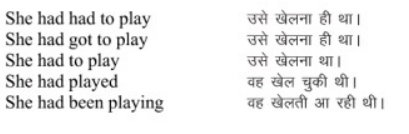 She had had to play उसे खेलना ही था।
She had got to play उसे खेलना ही था।
She had to play उसे खेलना था।
She had played वह खेल चुकी थी।
She had been playing वह खेलती आ रही थी।